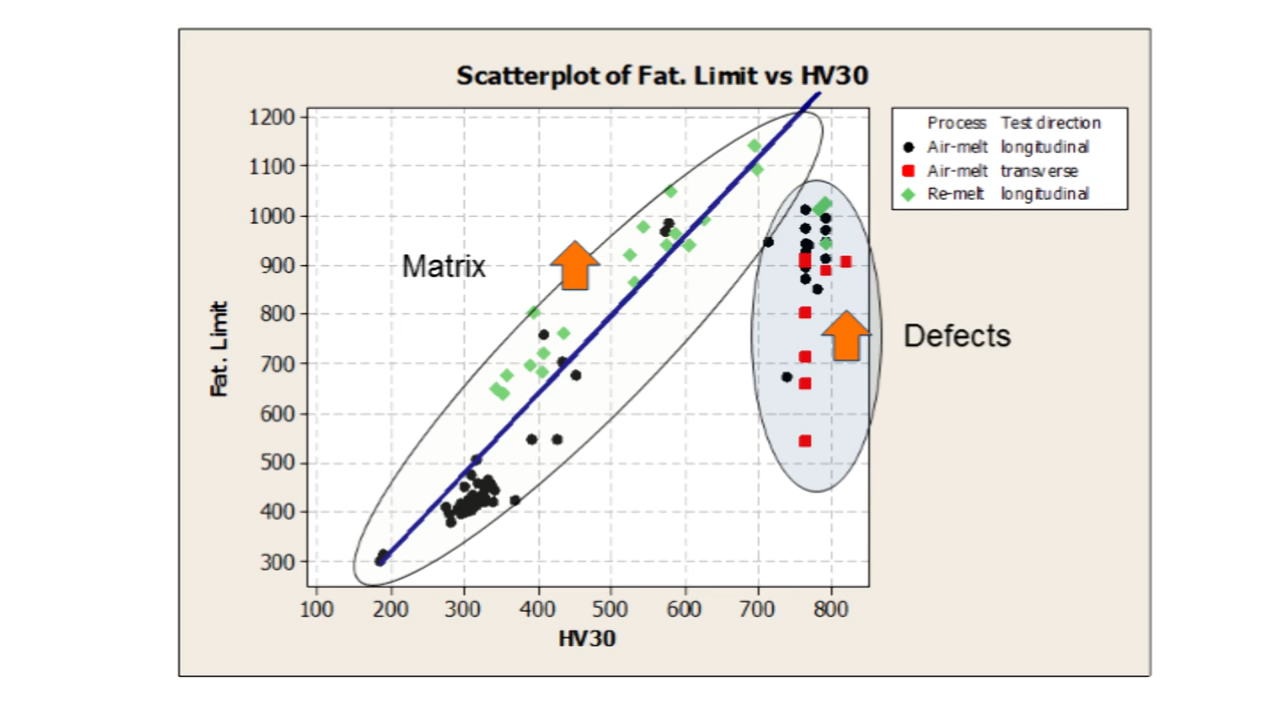 Scatterplot of Fat. Limit vs HV30
1200
1100
1000
900
800
700
600
500
400
300
Fat. Limit
100 200 300 400 500 600 700 800
HV30
Matrix
Defects
Process Test direction
Air-melt longitudinal
Air-melt transverse
Re-melt longitudinal